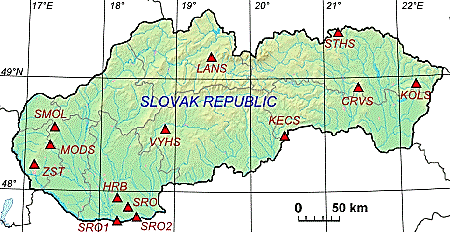 17°E 18°E 19°E 20°E 21°E 22°E
STHS
LANS
49°N
SLOVAK REPUBLIC
CRVS
KOLS
SMOL
KECS
MODS
VYHS
ZST
48°
HRB
SRO
0 50 km
SRO1
SRO2